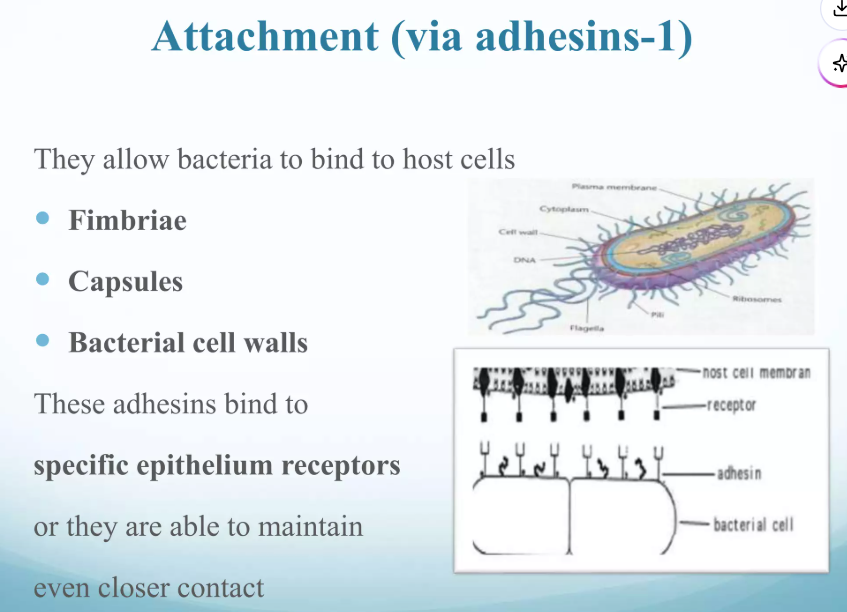 Attachment (via adhesins-1)
They allow bacteria to bind to host cells
Fimbriae
Capsules
Bacterial cell walls
These adhesins bind to
specific epithelium receptors
or they are able to maintain
even closer contact
Plasma membrane
Cytoplasm
Cell wall
DNA
Ribosomes
Pili
Flagella
host cell membran
receptor
adhesin
bacterial cell